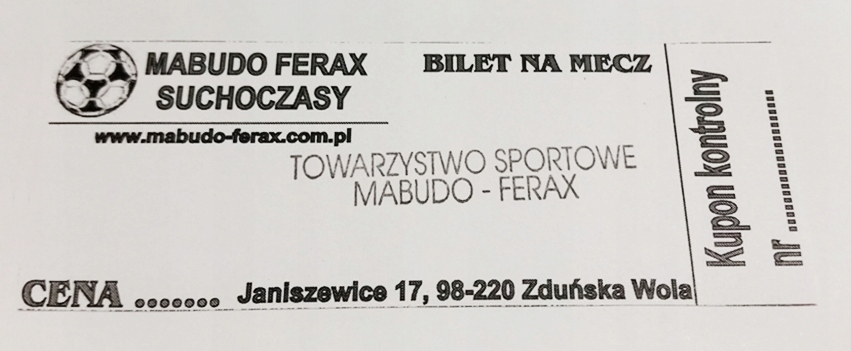 MABUDO FERAX
SUCHOCZASY
www.mabudo-ferax.com.pl
BILET NA MECZ
TOWARZYSTWO SPORTOWE
MABUDO - FERAX
CENA ....... Janiszewice 17, 98-220 Zduńska Wola
Kupon kontrolny
nr ........................